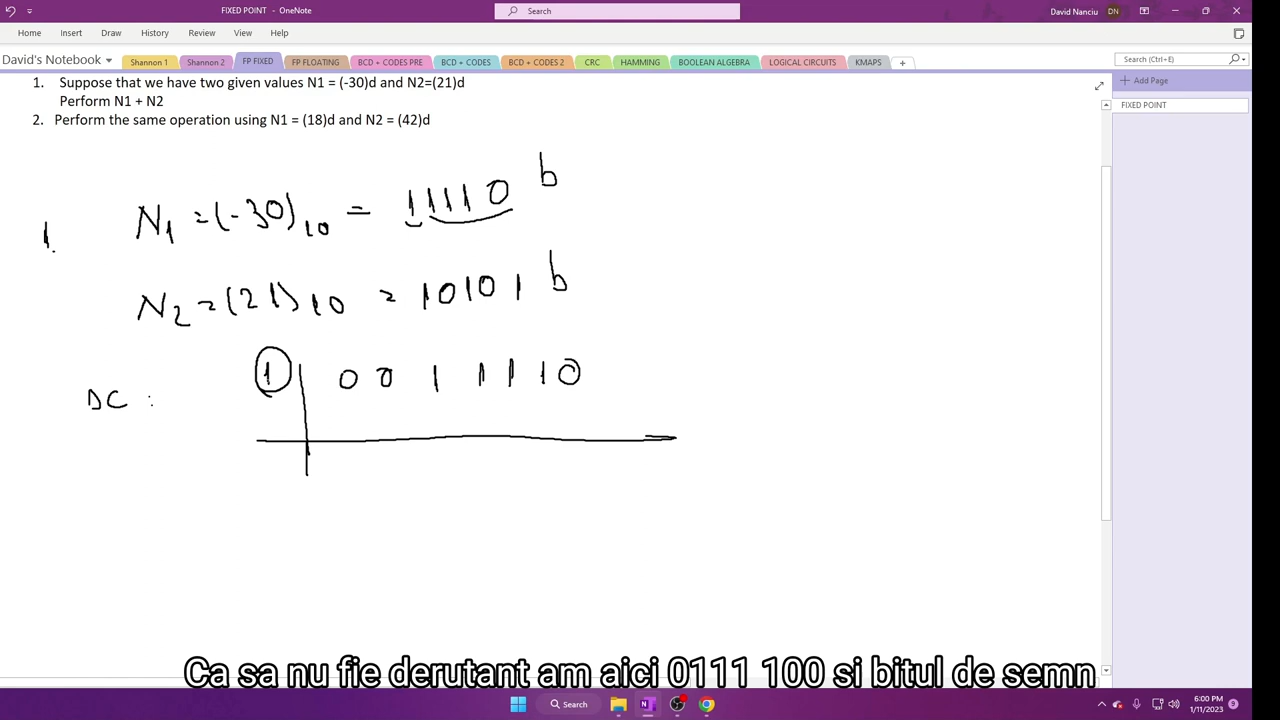 FIXED POINT - OneNote
Search
David Nanciu DN
Home Insert Draw History Review View Help
David's Notebook
Shannon 1 Shannon 2 FP FIXED FP FLOATING BCD + CODES PRE BCD + CODES BCD + CODES 2 CRC HAMMING BOOLEAN ALGEBRA LOGICAL CIRCUITS KMAPS
Search (Ctrl+E)
Add Page
FIXED POINT
1. Suppose that we have two given values N1 = (-30)d and N2=(21)d
Perform N1 + N2
2. Perform the same operation using N1 = (18)d and N2 = (42)d
1. N1 = (-30)10 = 11110 b
N2 = (21)10 = 10101 b
DC : 1 | 0 0 1 1 1 1 0
Ca sa nu fie derutant am aici 0111 100 si bitul de semn
Search
6:00 PM
1/11/2023